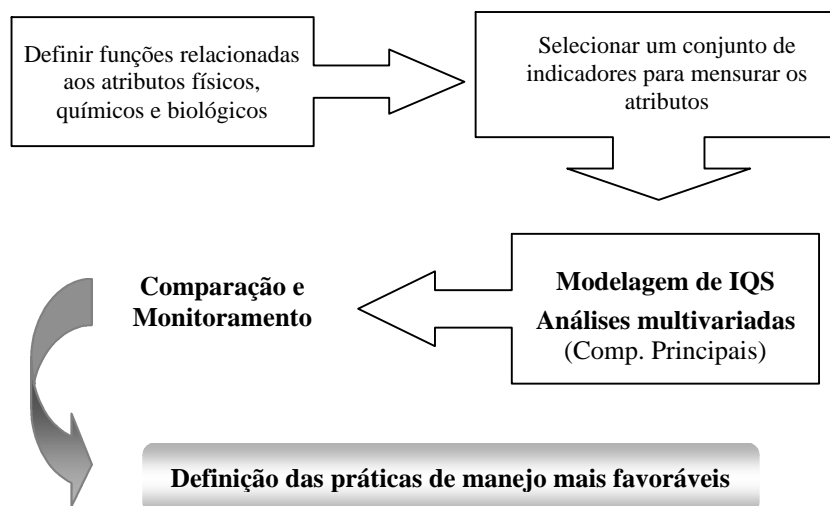 Definir funções relacionadas
aos atributos físicos,
químicos e biológicos
Selecionar um conjunto de
indicadores para mensurar os
atributos
Modelagem de IQS
Análises multivariadas
(Comp. Principais)
Comparação e
Monitoramento
Definição das práticas de manejo mais favoráveis